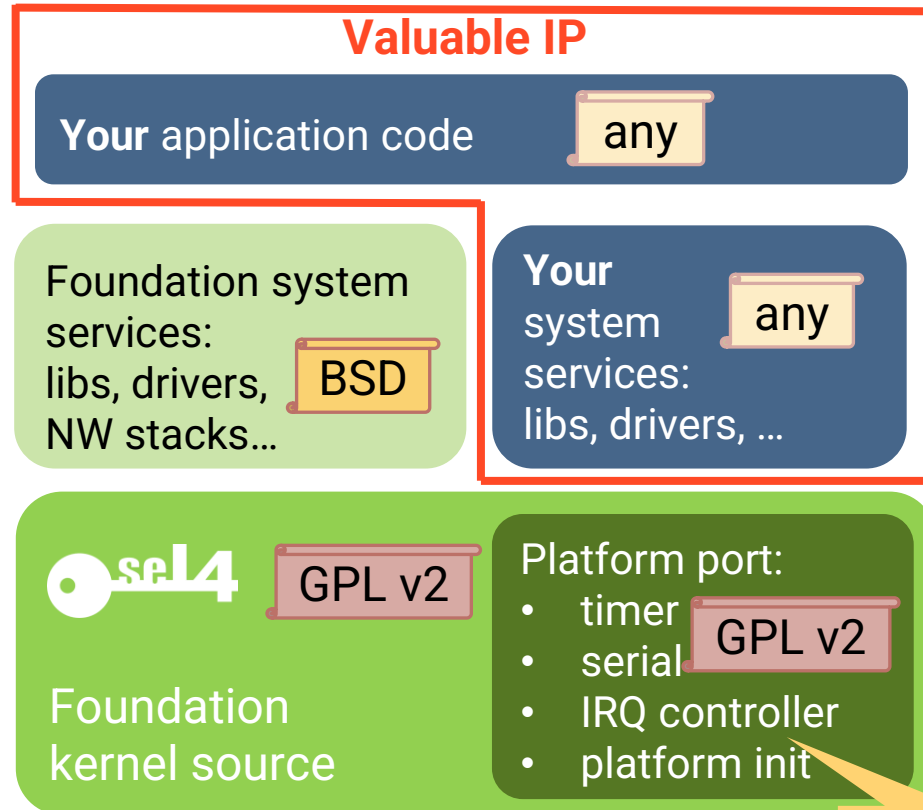 Valuable IP
Your application code
any
Foundation system
services:
libs, drivers,
NW stacks…
BSD
Your
system
services:
libs, drivers, …
any
seL4
GPL v2
Foundation
kernel source
Platform port:
• timer
• serial
• IRQ controller
• platform init
GPL v2